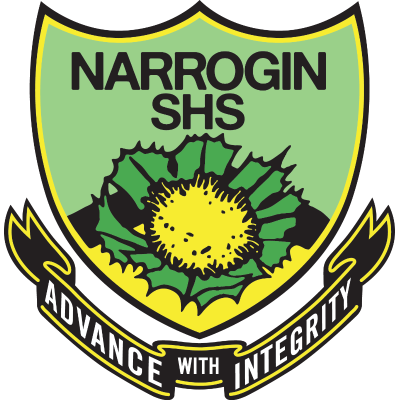 NARROGIN
SHS
ADVANCE WITH INTEGRITY